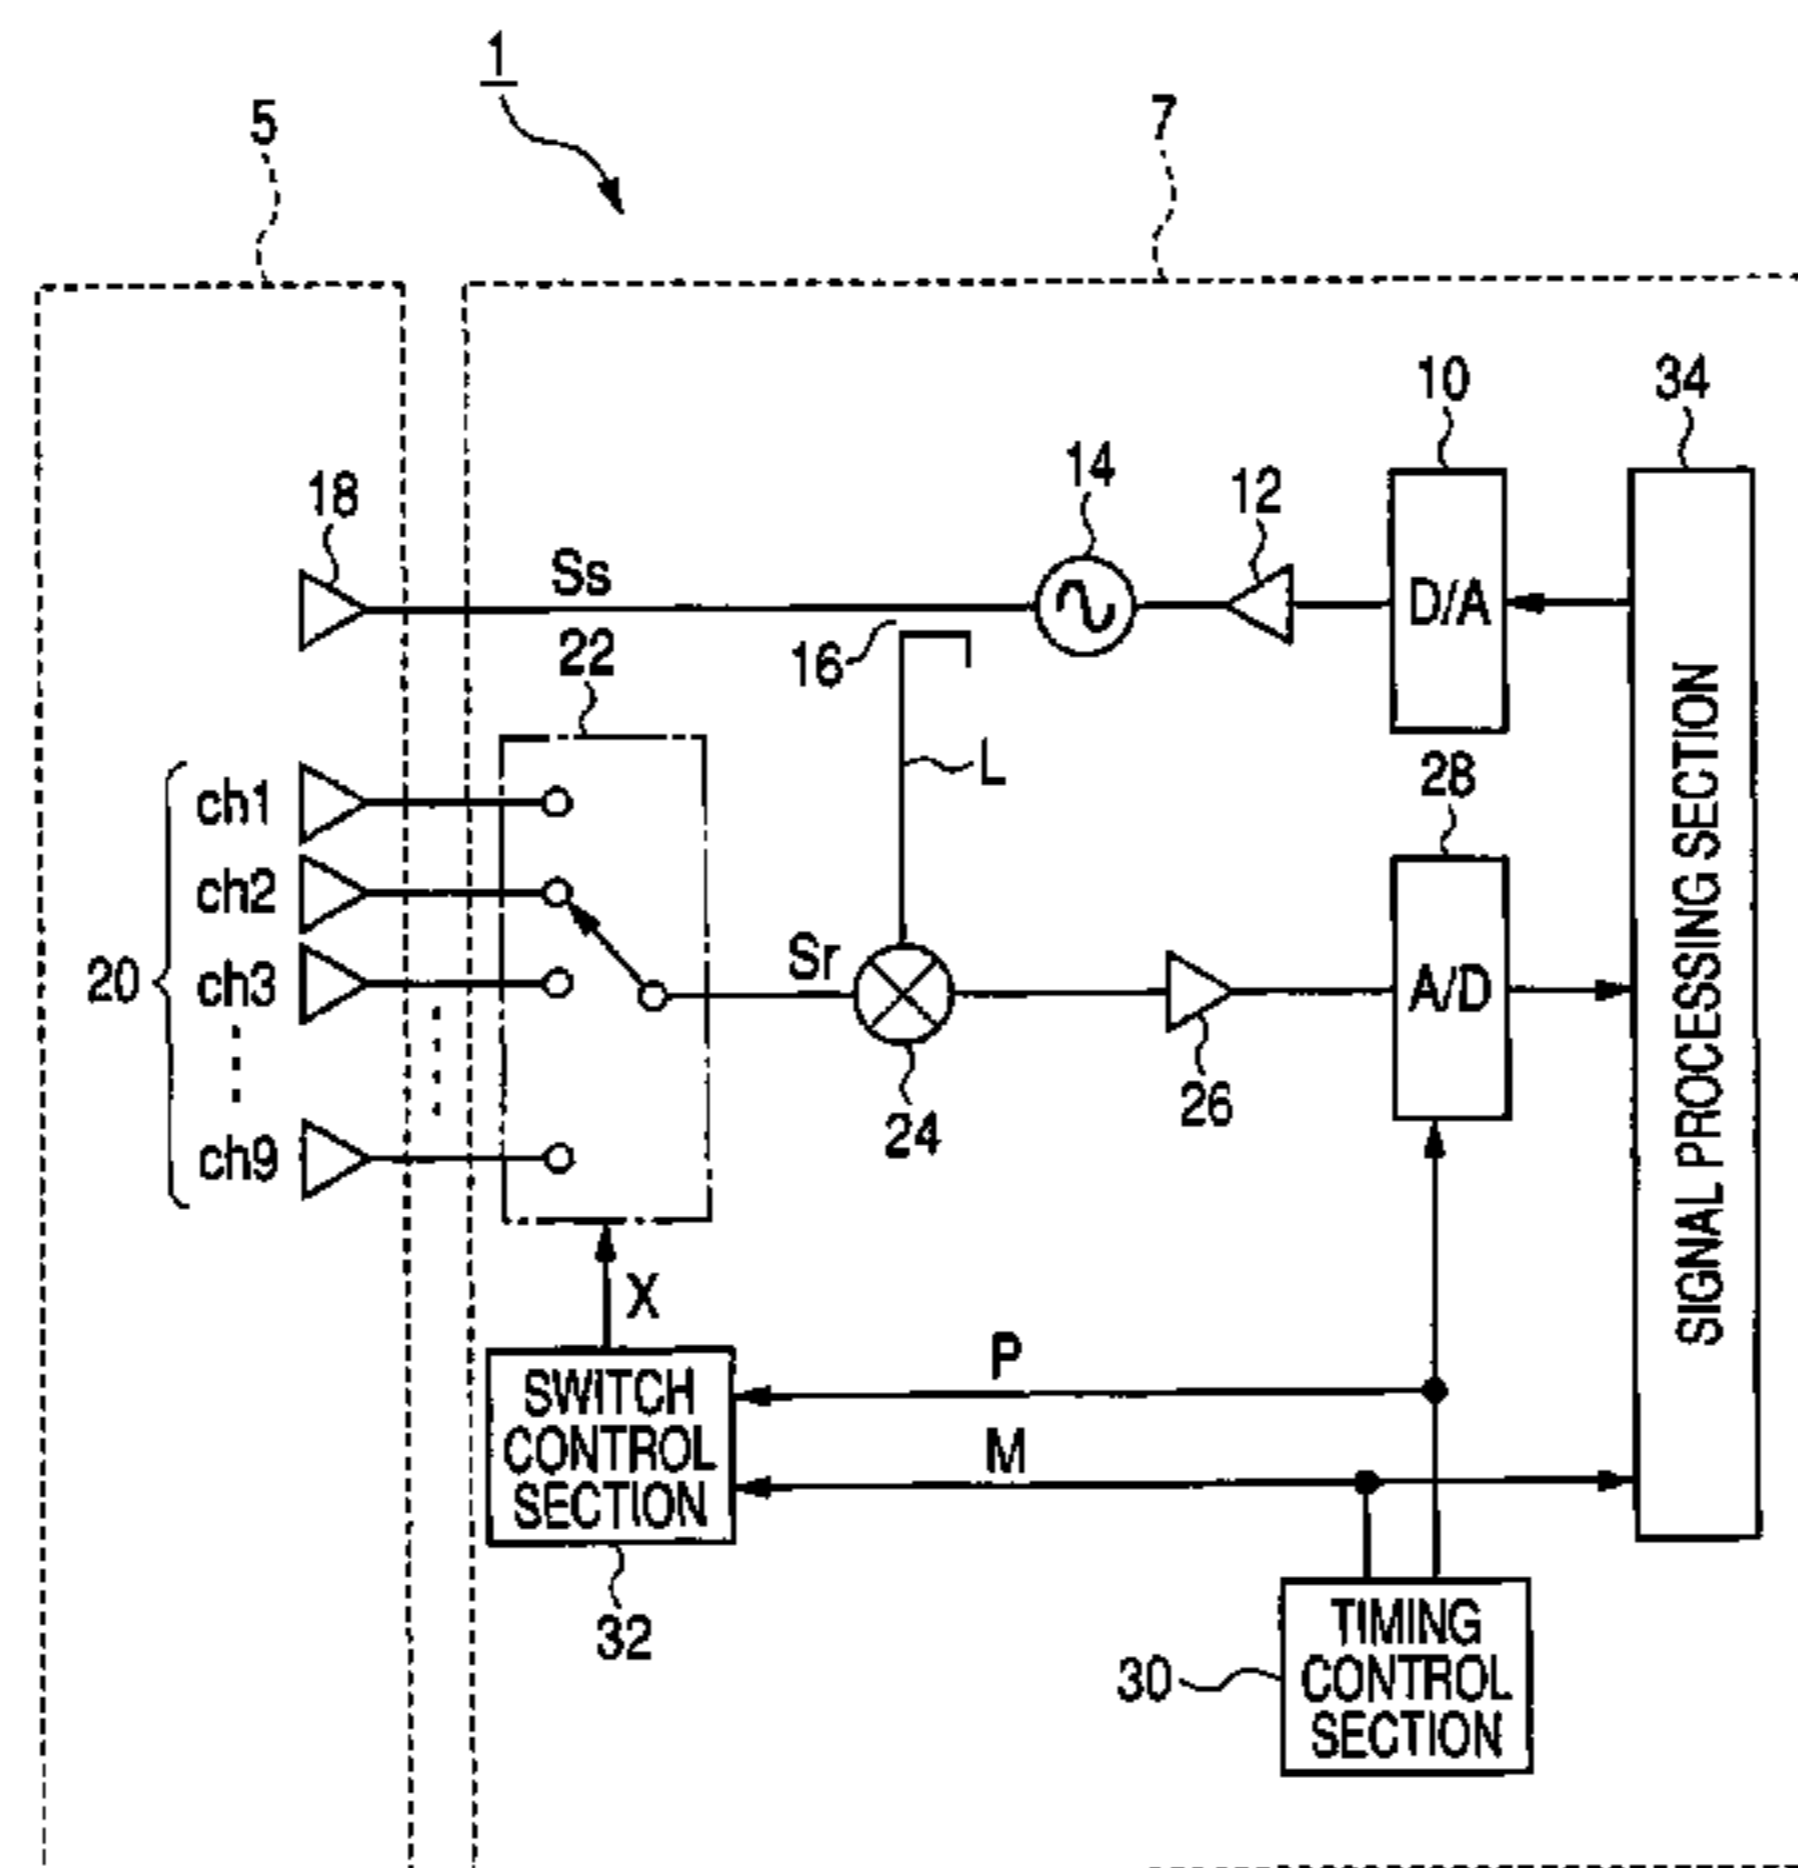 1
5
7
10
34
14
12
18
Ss
D/A
16
22
L
28
ch1
ch2
20
ch3
Sr
A/D
SIGNAL PROCESSING SECTION
26
24
ch9
X
P
SWITCH
CONTROL
SECTION
M
32
TIMING
CONTROL
SECTION
30